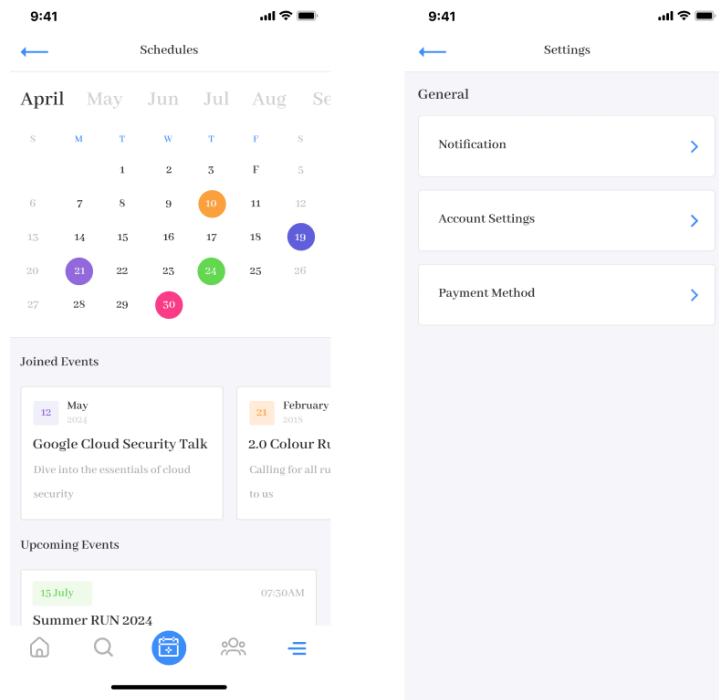 9:41
Schedules
April May Jun Jul Aug Se
S M T W T F S
1 2 3 F 5
6 7 8 9 10 11 12
13 14 15 16 17 18 19
20 21 22 23 24 25 26
27 28 29 30
Joined Events
12 May
2024
Google Cloud Security Talk
Dive into the essentials of cloud
security
21 February
2018
2.0 Colour Ru
Calling for all ru
to us
Upcoming Events
15 July 07:30AM
Summer RUN 2024
9:41
Settings
General
Notification
Account Settings
Payment Method